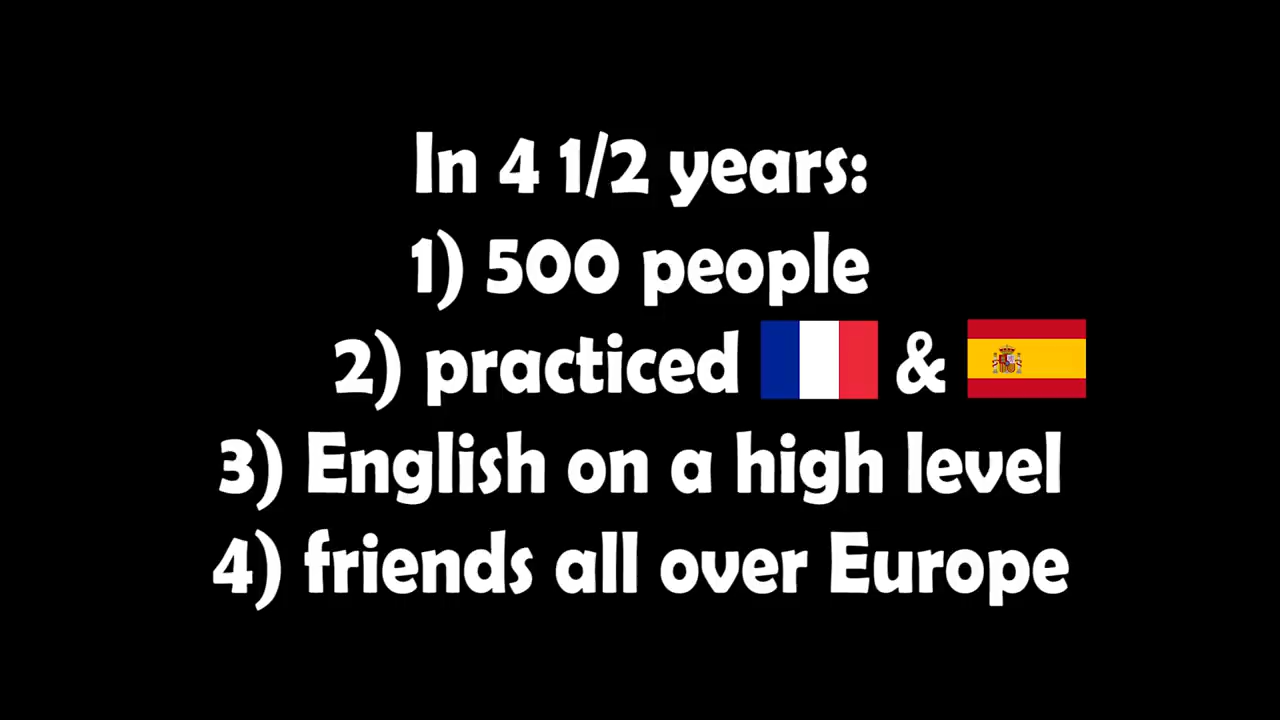 In 4 1/2 years:
1) 500 people
2) practiced &
3) English on a high level
4) friends all over Europe